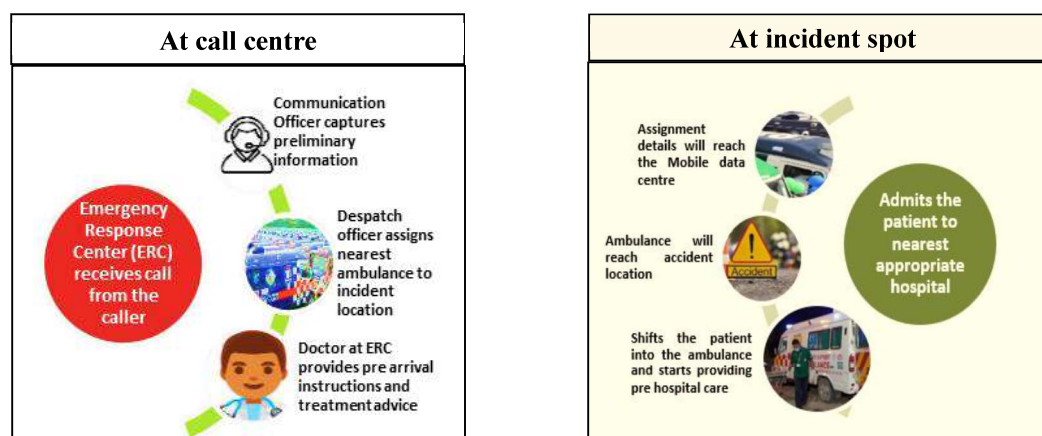 At call centre
Communication
Officer captures
preliminary
information
Emergency
Response
Center (ERC)
receives call
from the
caller
Despatch
officer assigns
nearest
ambulance to
incident
location
Doctor at ERC
provides pre arrival
instructions and
treatment advice
At incident spot
Assignment
details will reach
the Mobile data
centre
Ambulance will
reach accident
location
Accident
Shifts the patient
into the ambulance
and starts providing
pre hospital care
Admits the
patient to
nearest
appropriate
hospital